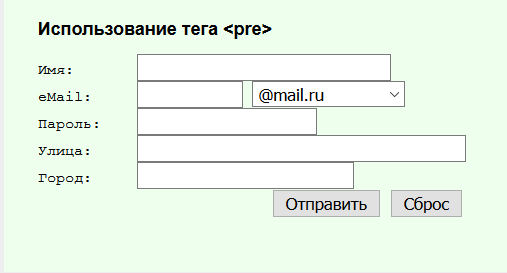 Использование тега <pre>
Имя:
eMail: @mail.ru
Пароль:
Улица:
Город:
Отправить Сброс